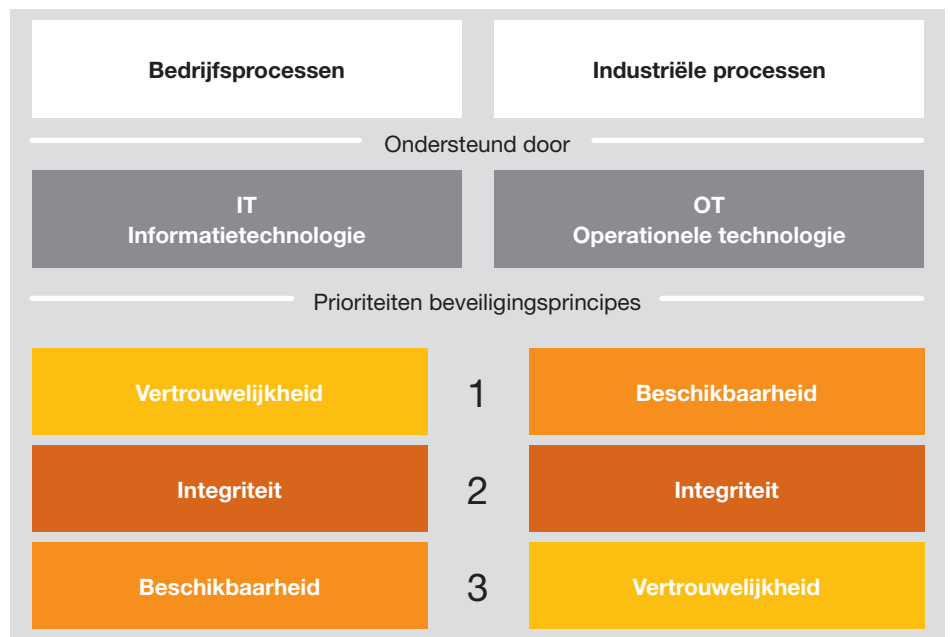 Bedrijfsprocessen
Industriële processen
Ondersteund door
IT
Informatietechnologie
OT
Operationele technologie
Prioriteiten beveiligingsprincipes
Vertrouwelijkheid
1
Beschikbaarheid
Integriteit
2
Integriteit
Beschikbaarheid
3
Vertrouwelijkheid